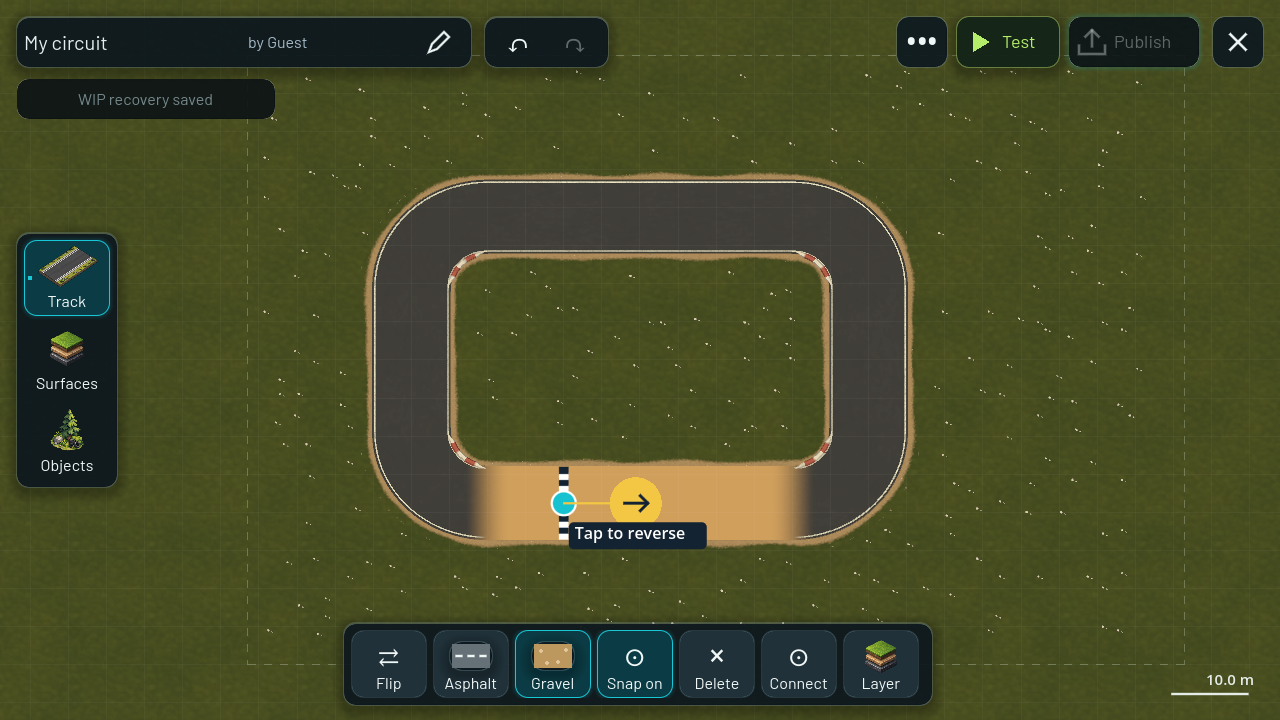 My circuit
by Guest
Test
Publish
WIP recovery saved
Track
Surfaces
Objects
Tap to reverse
Flip
Asphalt
Gravel
Snap on
Delete
Connect
Layer
10.0 m